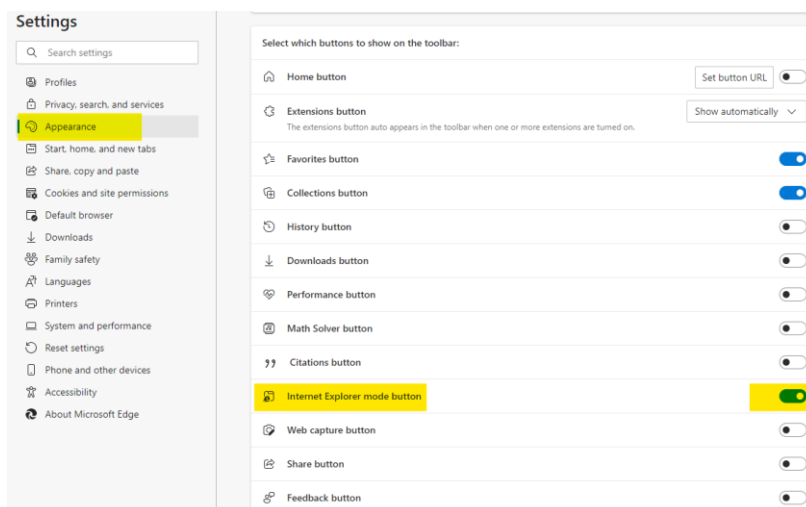 Settings
Search settings
Profiles
Privacy, search, and services
Appearance
Start, home, and new tabs
Share, copy and paste
Cookies and site permissions
Default browser
Downloads
Family safety
Languages
Printers
System and performance
Reset settings
Phone and other devices
Accessibility
About Microsoft Edge
Select which buttons to show on the toolbar:
Home button
Set button URL
Extensions button
Show automatically
The extensions button auto appears in the toolbar when one or more extensions are turned on.
Favorites button
Collections button
History button
Downloads button
Performance button
Math Solver button
Citations button
Internet Explorer mode button
Web capture button
Share button
Feedback button